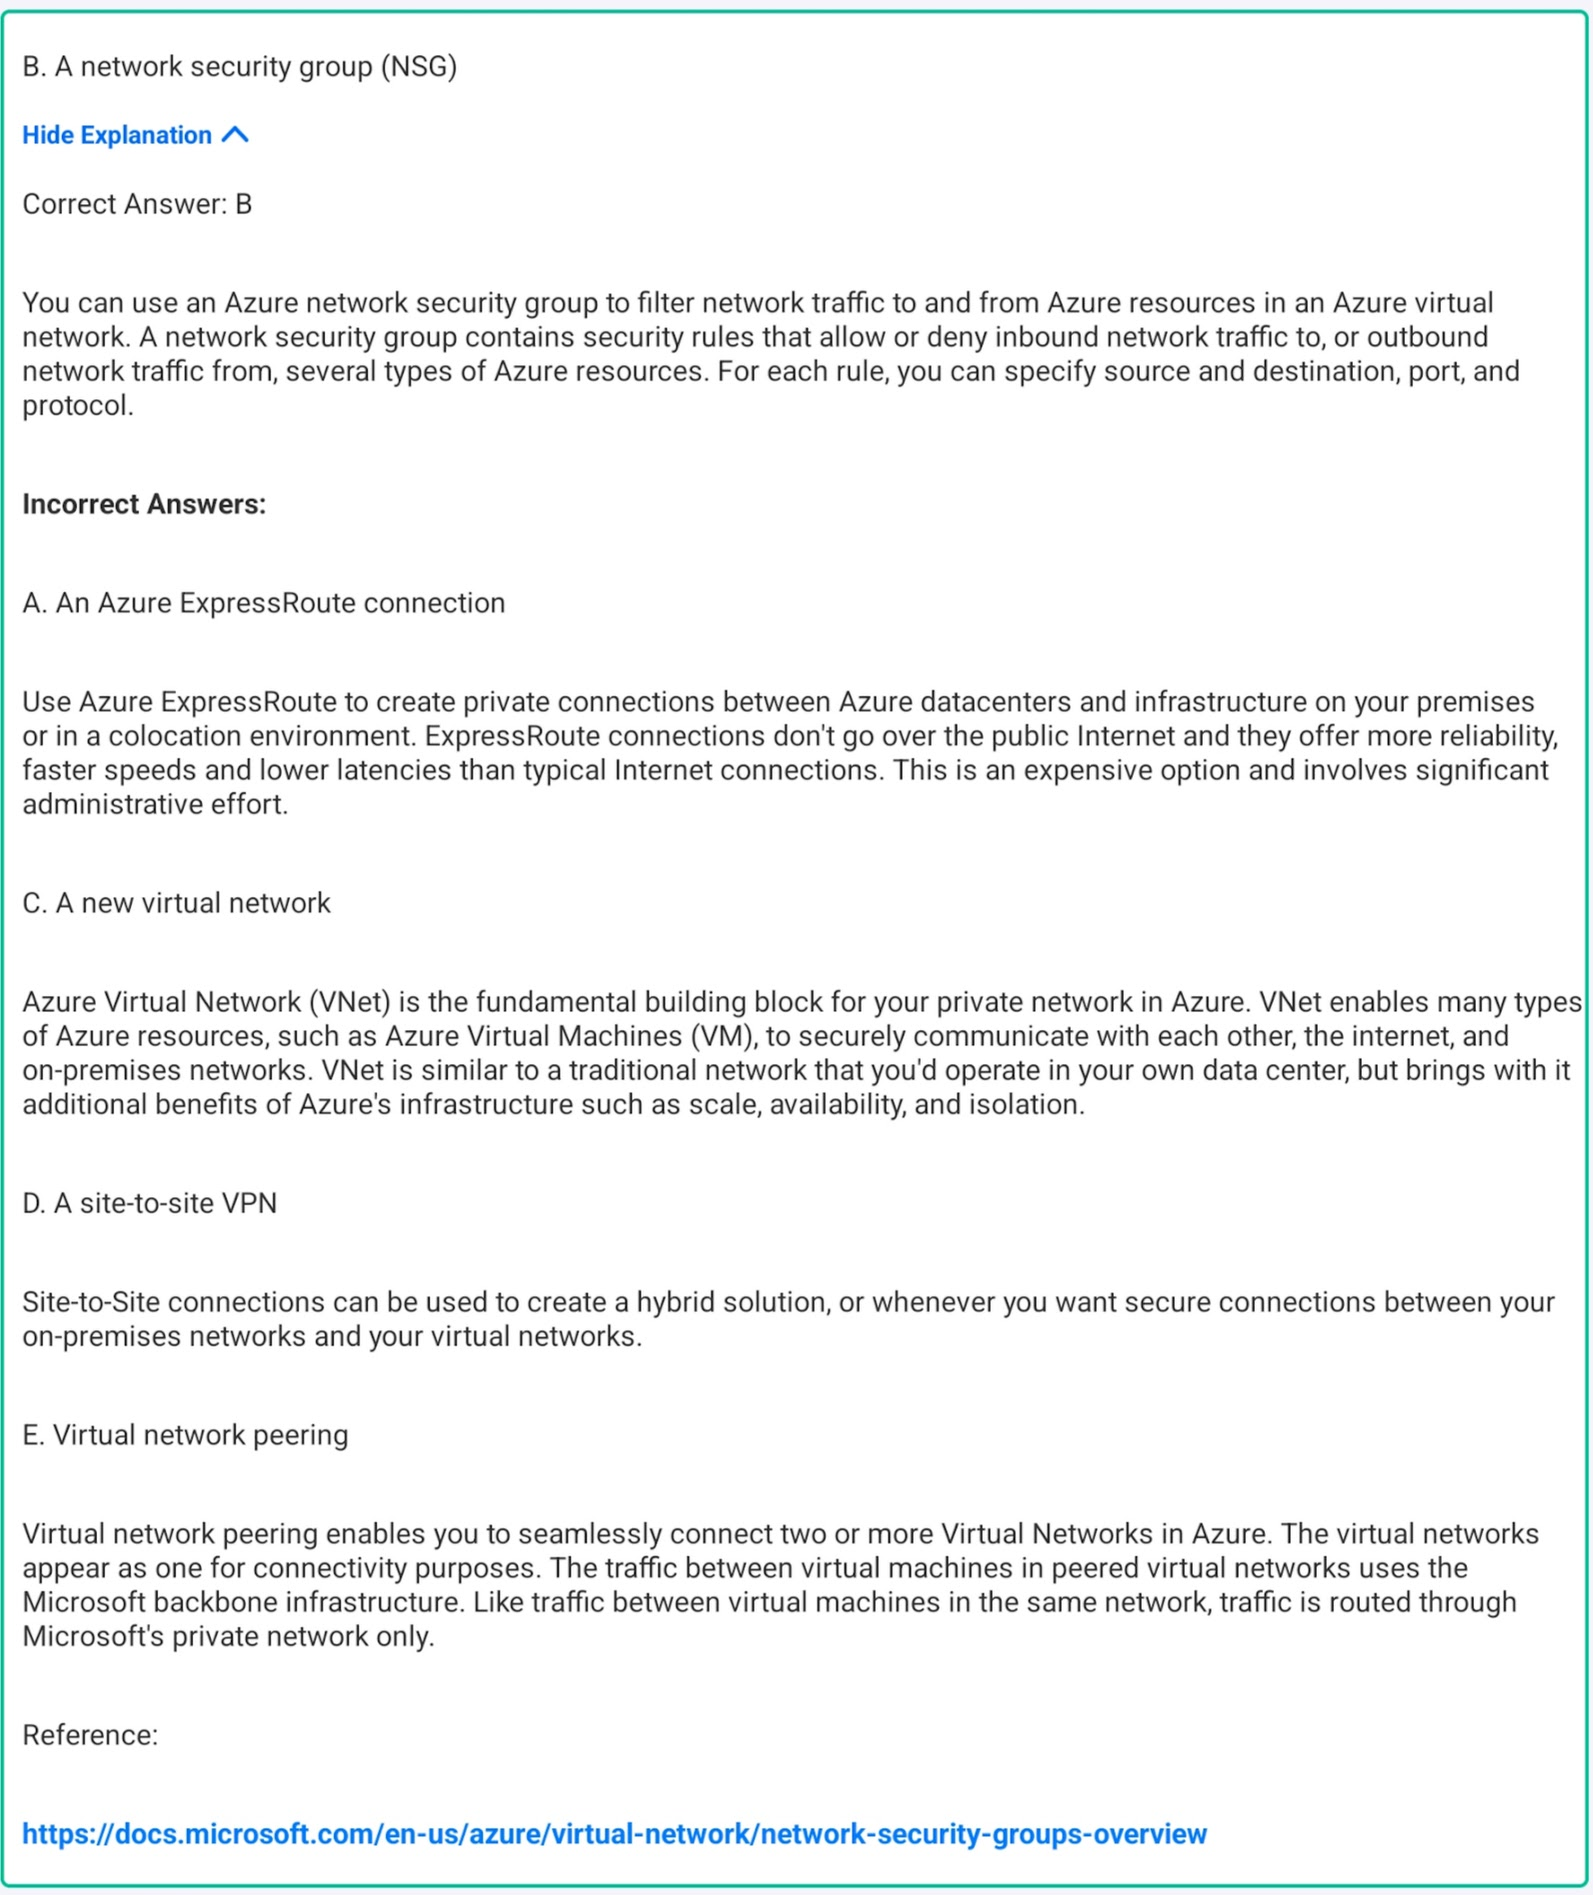 B. A network security group (NSG)
Hide Explanation
Correct Answer: B
You can use an Azure network security group to filter network traffic to and from Azure resources in an Azure virtual
network. A network security group contains security rules that allow or deny inbound network traffic to, or outbound
network traffic from, several types of Azure resources. For each rule, you can specify source and destination, port, and
protocol.
Incorrect Answers:
A. An Azure ExpressRoute connection
Use Azure ExpressRoute to create private connections between Azure datacenters and infrastructure on your premises
or in a colocation environment. ExpressRoute connections don't go over the public Internet and they offer more reliability,
faster speeds and lower latencies than typical Internet connections. This is an expensive option and involves significant
administrative effort.
C. A new virtual network
Azure Virtual Network (VNet) is the fundamental building block for your private network in Azure. VNet enables many types
of Azure resources, such as Azure Virtual Machines (VM), to securely communicate with each other, the internet, and
on-premises networks. VNet is similar to a traditional network that you'd operate in your own data center, but brings with it
additional benefits of Azure's infrastructure such as scale, availability, and isolation.
D. A site-to-site VPN
Site-to-Site connections can be used to create a hybrid solution, or whenever you want secure connections between your
on-premises networks and your virtual networks.
E. Virtual network peering
Virtual network peering enables you to seamlessly connect two or more Virtual Networks in Azure. The virtual networks
appear as one for connectivity purposes. The traffic between virtual machines in peered virtual networks uses the
Microsoft backbone infrastructure. Like traffic between virtual machines in the same network, traffic is routed through
Microsoft's private network only.
Reference:
https://docs.microsoft.com/en-us/azure/virtual-network/network-security-groups-overview